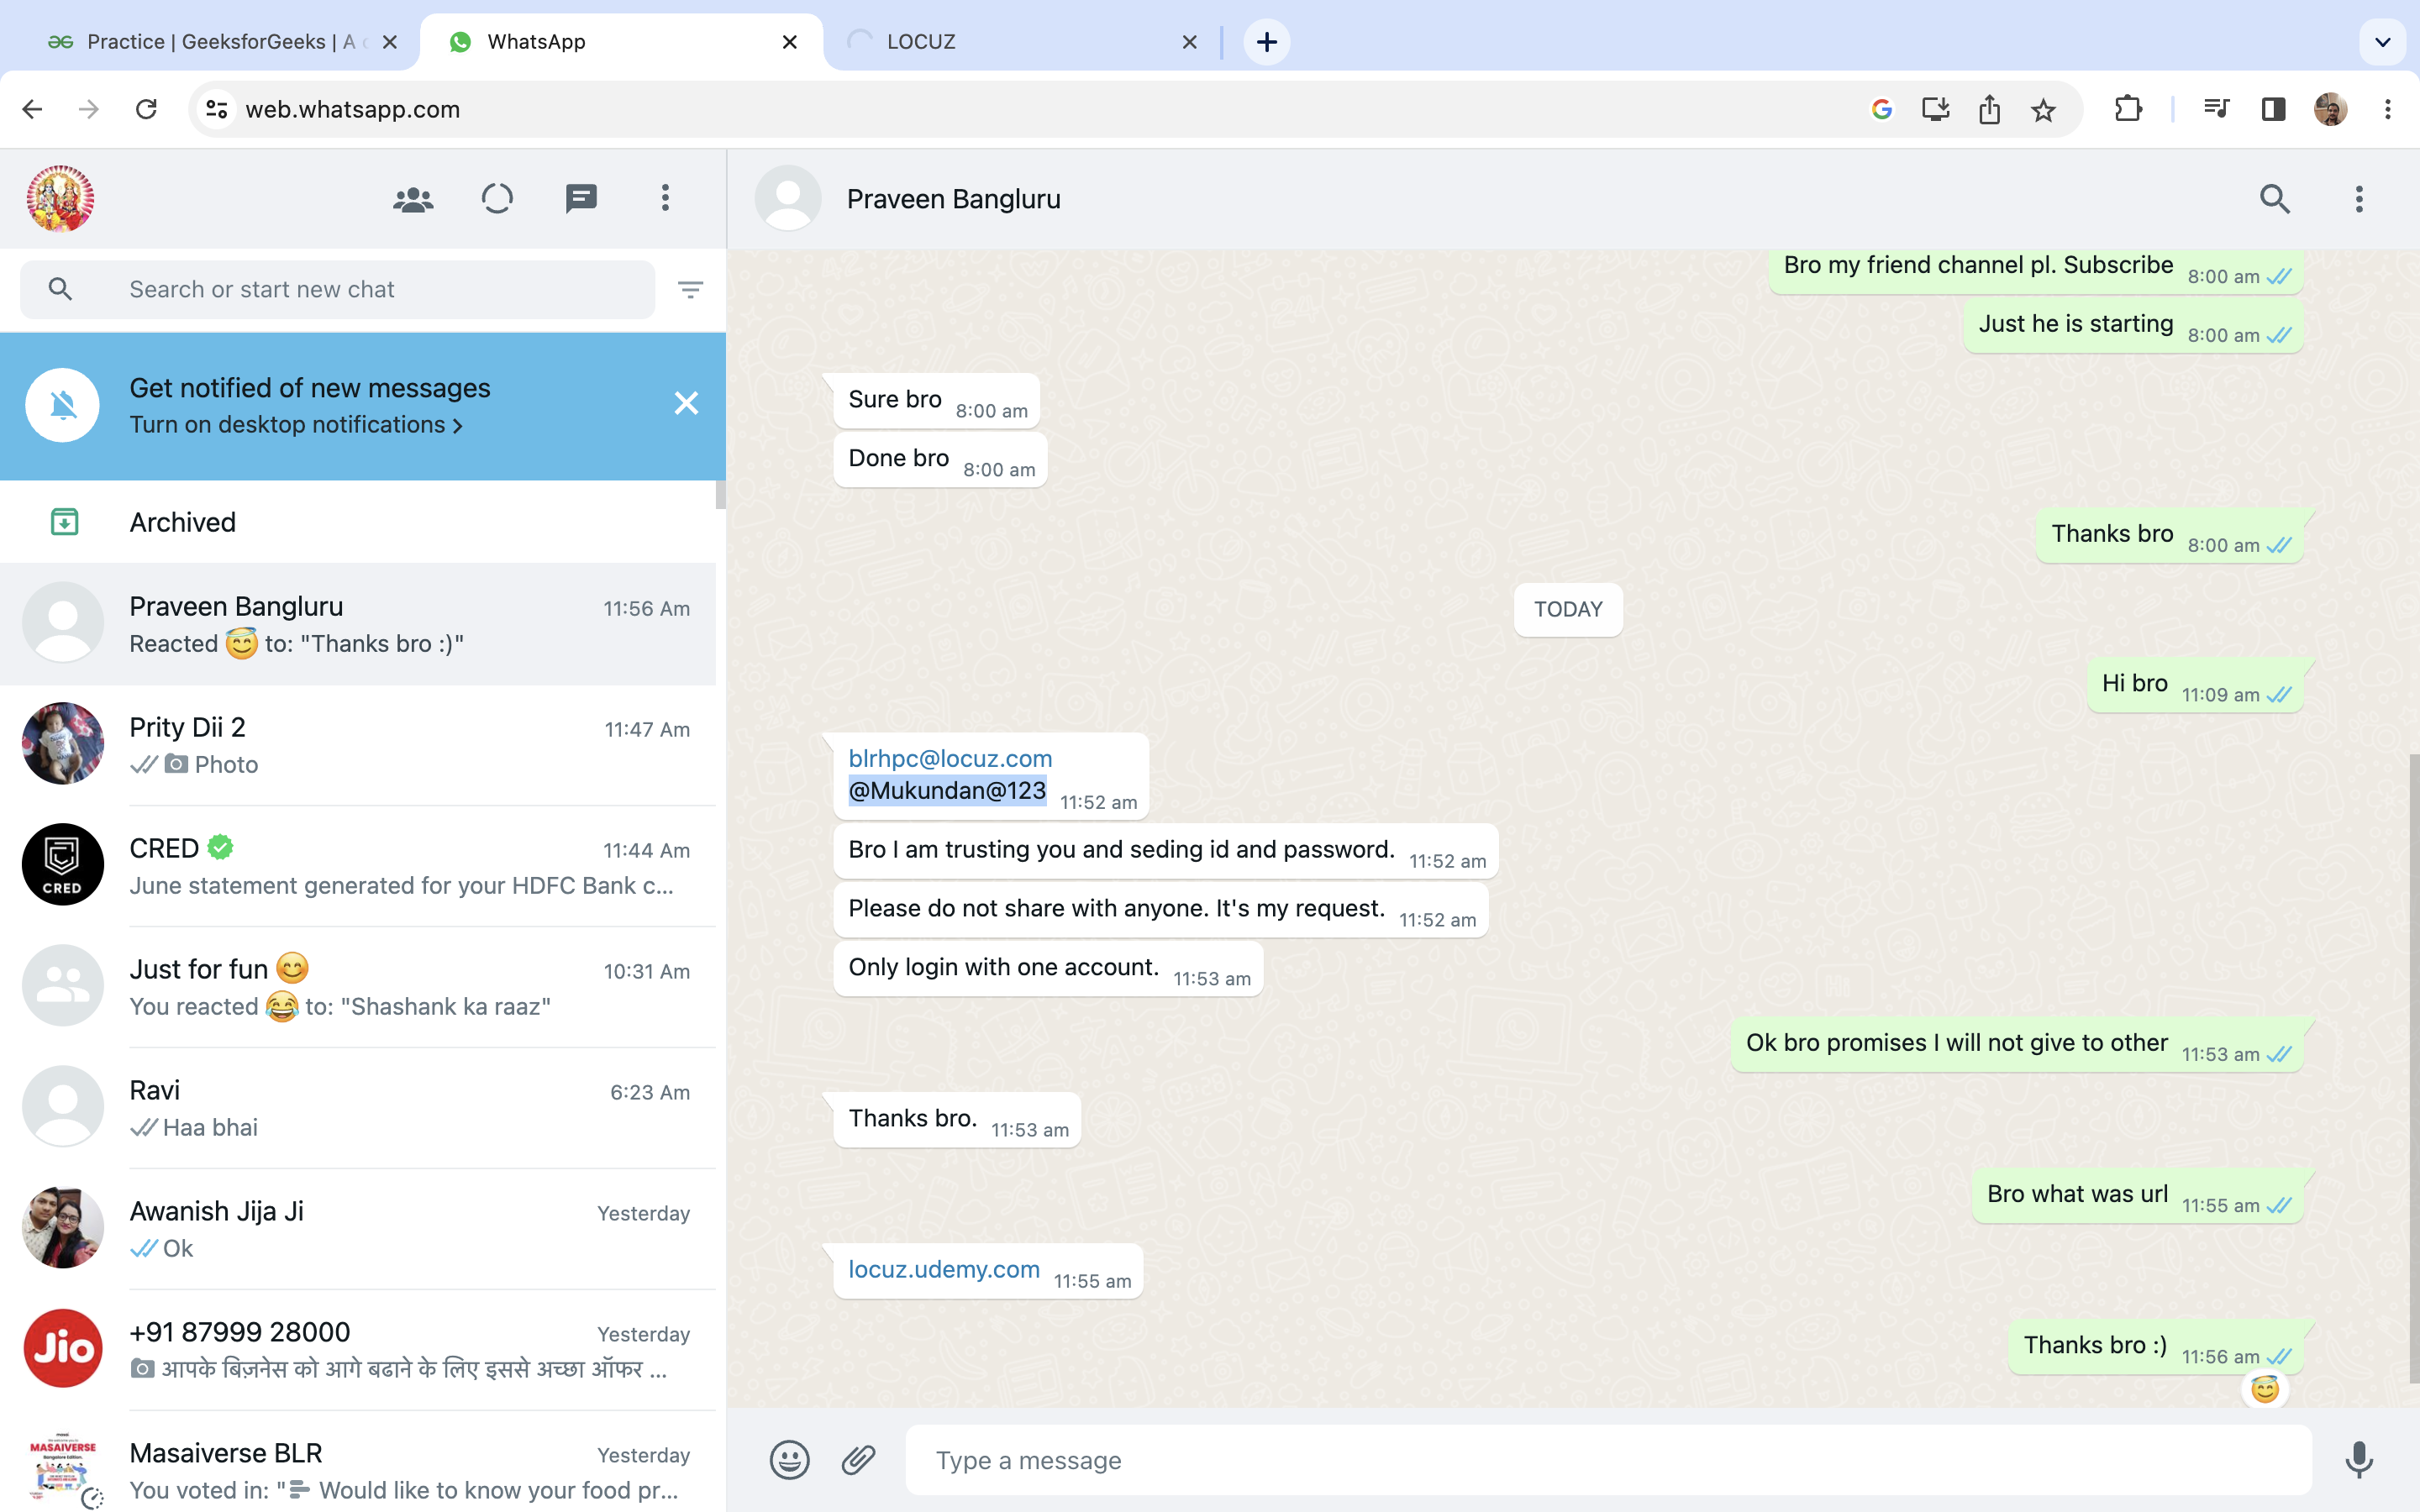 Practice | GeeksforGeeks | A
WhatsApp
LOCUZ
web.whatsapp.com
Search or start new chat
Get notified of new messages
Turn on desktop notifications
Archived
Praveen Bangluru 11:56 Am
Reacted 😇 to: "Thanks bro :)"
Prity Dii 2 11:47 Am
Photo
CRED 11:44 Am
CRED
June statement generated for your HDFC Bank c...
Just for fun 😊 10:31 Am
You reacted 😂 to: "Shashank ka raaz"
Ravi 6:23 Am
Haa bhai
Awanish Jija Ji Yesterday
Ok
Jio
+91 87999 28000 Yesterday
आपके बिज़नेस को आगे बढाने के लिए इससे अच्छा ऑफर ...
MASAIVERSE
Masaiverse BLR Yesterday
You voted in: " Would like to know your food pr...
Praveen Bangluru
Bro my friend channel pl. Subscribe 8:00 am
Just he is starting 8:00 am
Sure bro 8:00 am
Done bro 8:00 am
Thanks bro 8:00 am
TODAY
Hi bro 11:09 am
blrhpc@locuz.com
@Mukundan@123 11:52 am
Bro I am trusting you and seding id and password. 11:52 am
Please do not share with anyone. It's my request. 11:52 am
Only login with one account. 11:53 am
Ok bro promises I will not give to other 11:53 am
Thanks bro. 11:53 am
Bro what was url 11:55 am
locuz.udemy.com 11:55 am
Thanks bro :) 11:56 am
😇
Type a message